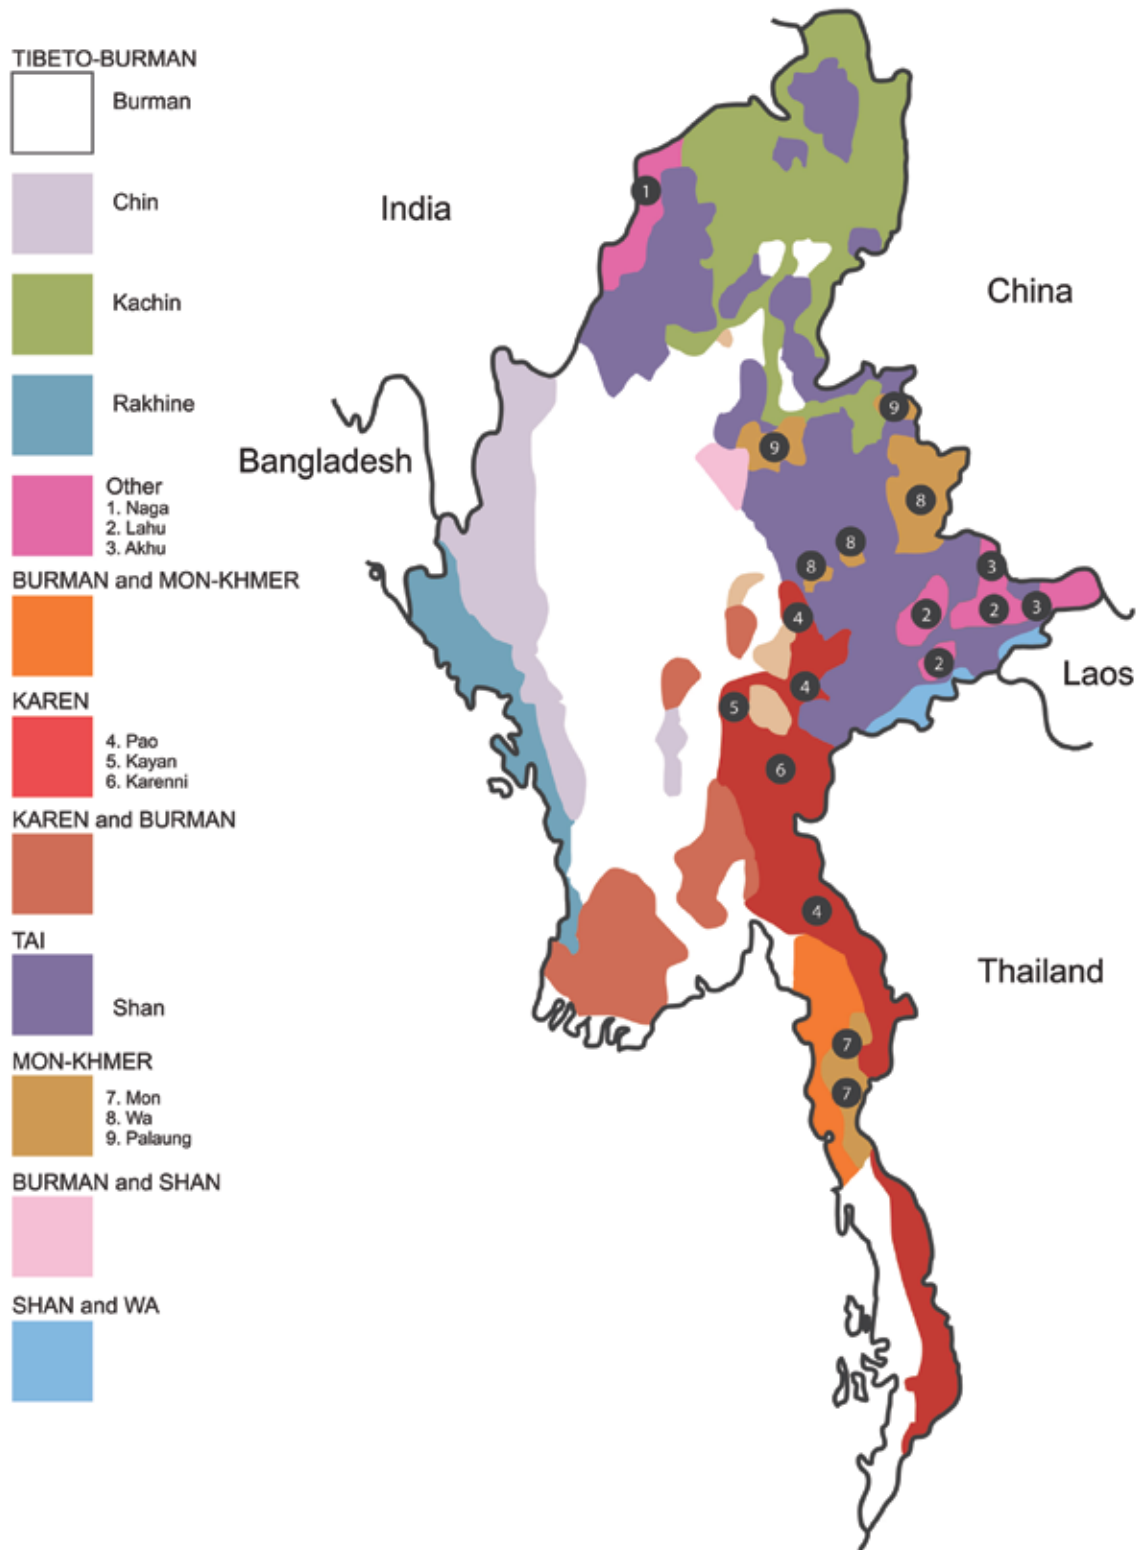 TIBETO-BURMAN
Burman
Chin
Kachin
Rakhine
Other
1. Naga
2. Lahu
3. Akhu
BURMAN and MON-KHMER
KAREN
4. Pao
5. Kayan
6. Karenni
KAREN and BURMAN
TAI
Shan
MON-KHMER
7. Mon
8. Wa
9. Palaung
BURMAN and SHAN
SHAN and WA
India
China
Bangladesh
Laos
Thailand
1
9
9
8
8
8
3
2
2
3
4
2
4
5
6
4
7
7